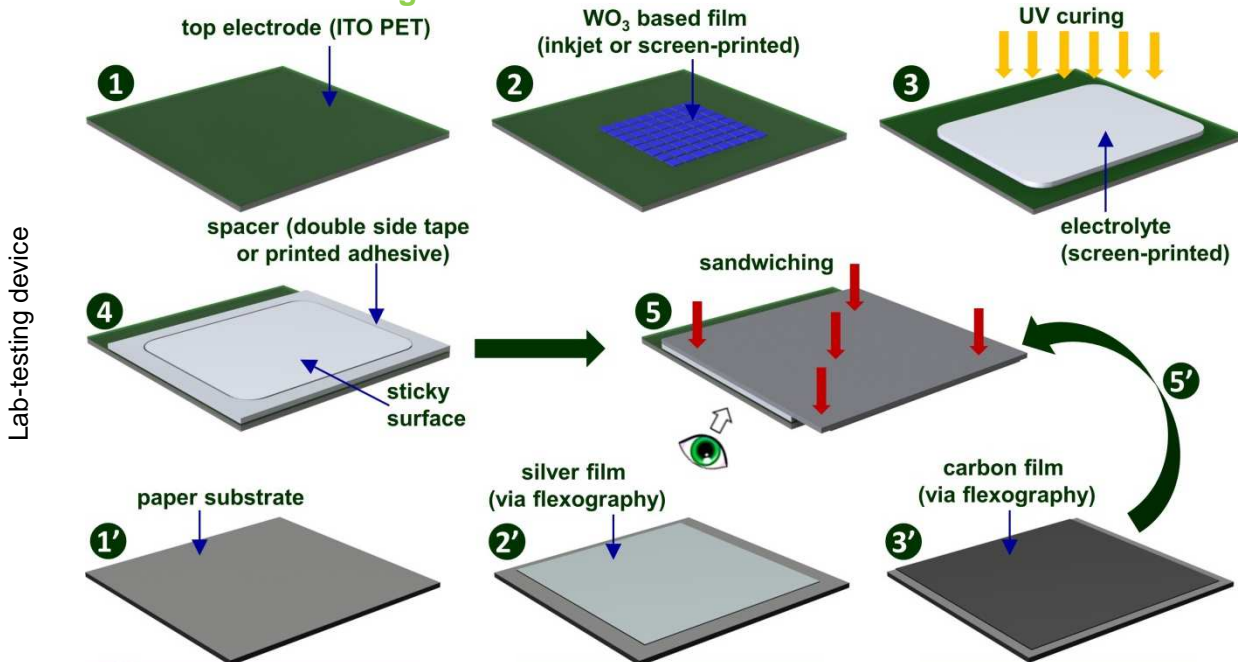 top electrode (ITO PET)
1
WO₃ based film
(inkjet or screen-printed)
2
UV curing
3
electrolyte
(screen-printed)
Lab-testing device
spacer (double side tape
or printed adhesive)
4
sticky
surface
sandwiching
5
5'
paper substrate
1'
silver film
(via flexography)
2'
carbon film
(via flexography)
3'